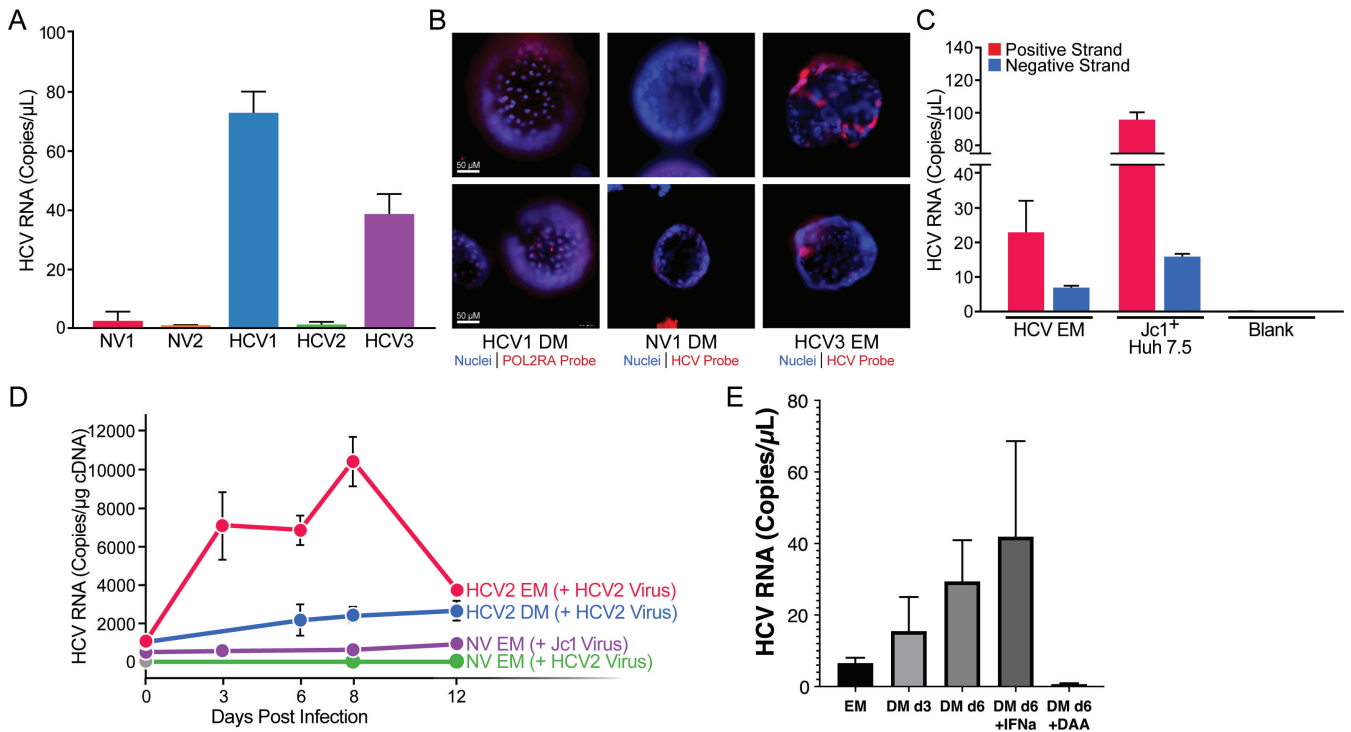 A
HCV RNA (Copies/µL)
100
80
60
40
20
0
NV1 NV2 HCV1 HCV2 HCV3
B
50 µM
50 µM
HCV1 DM
Nuclei | POL2RA Probe
NV1 DM
Nuclei | HCV Probe
HCV3 EM
Nuclei | HCV Probe
C
HCV RNA (Copies/µL)
Positive Strand
Negative Strand
140
120
100
80
40
30
20
10
0
HCV EM
Jc1+
Huh 7.5
Blank
D
HCV RNA (Copies/µg cDNA)
12000
10000
8000
6000
4000
2000
0
HCV2 EM (+ HCV2 Virus)
HCV2 DM (+ HCV2 Virus)
NV EM (+ Jc1 Virus)
NV EM (+ HCV2 Virus)
0 3 6 8 12
Days Post Infection
E
HCV RNA (Copies/µL)
80
60
40
20
0
EM DM d3 DM d6 DM d6 DM d6
+IFNa +DAA